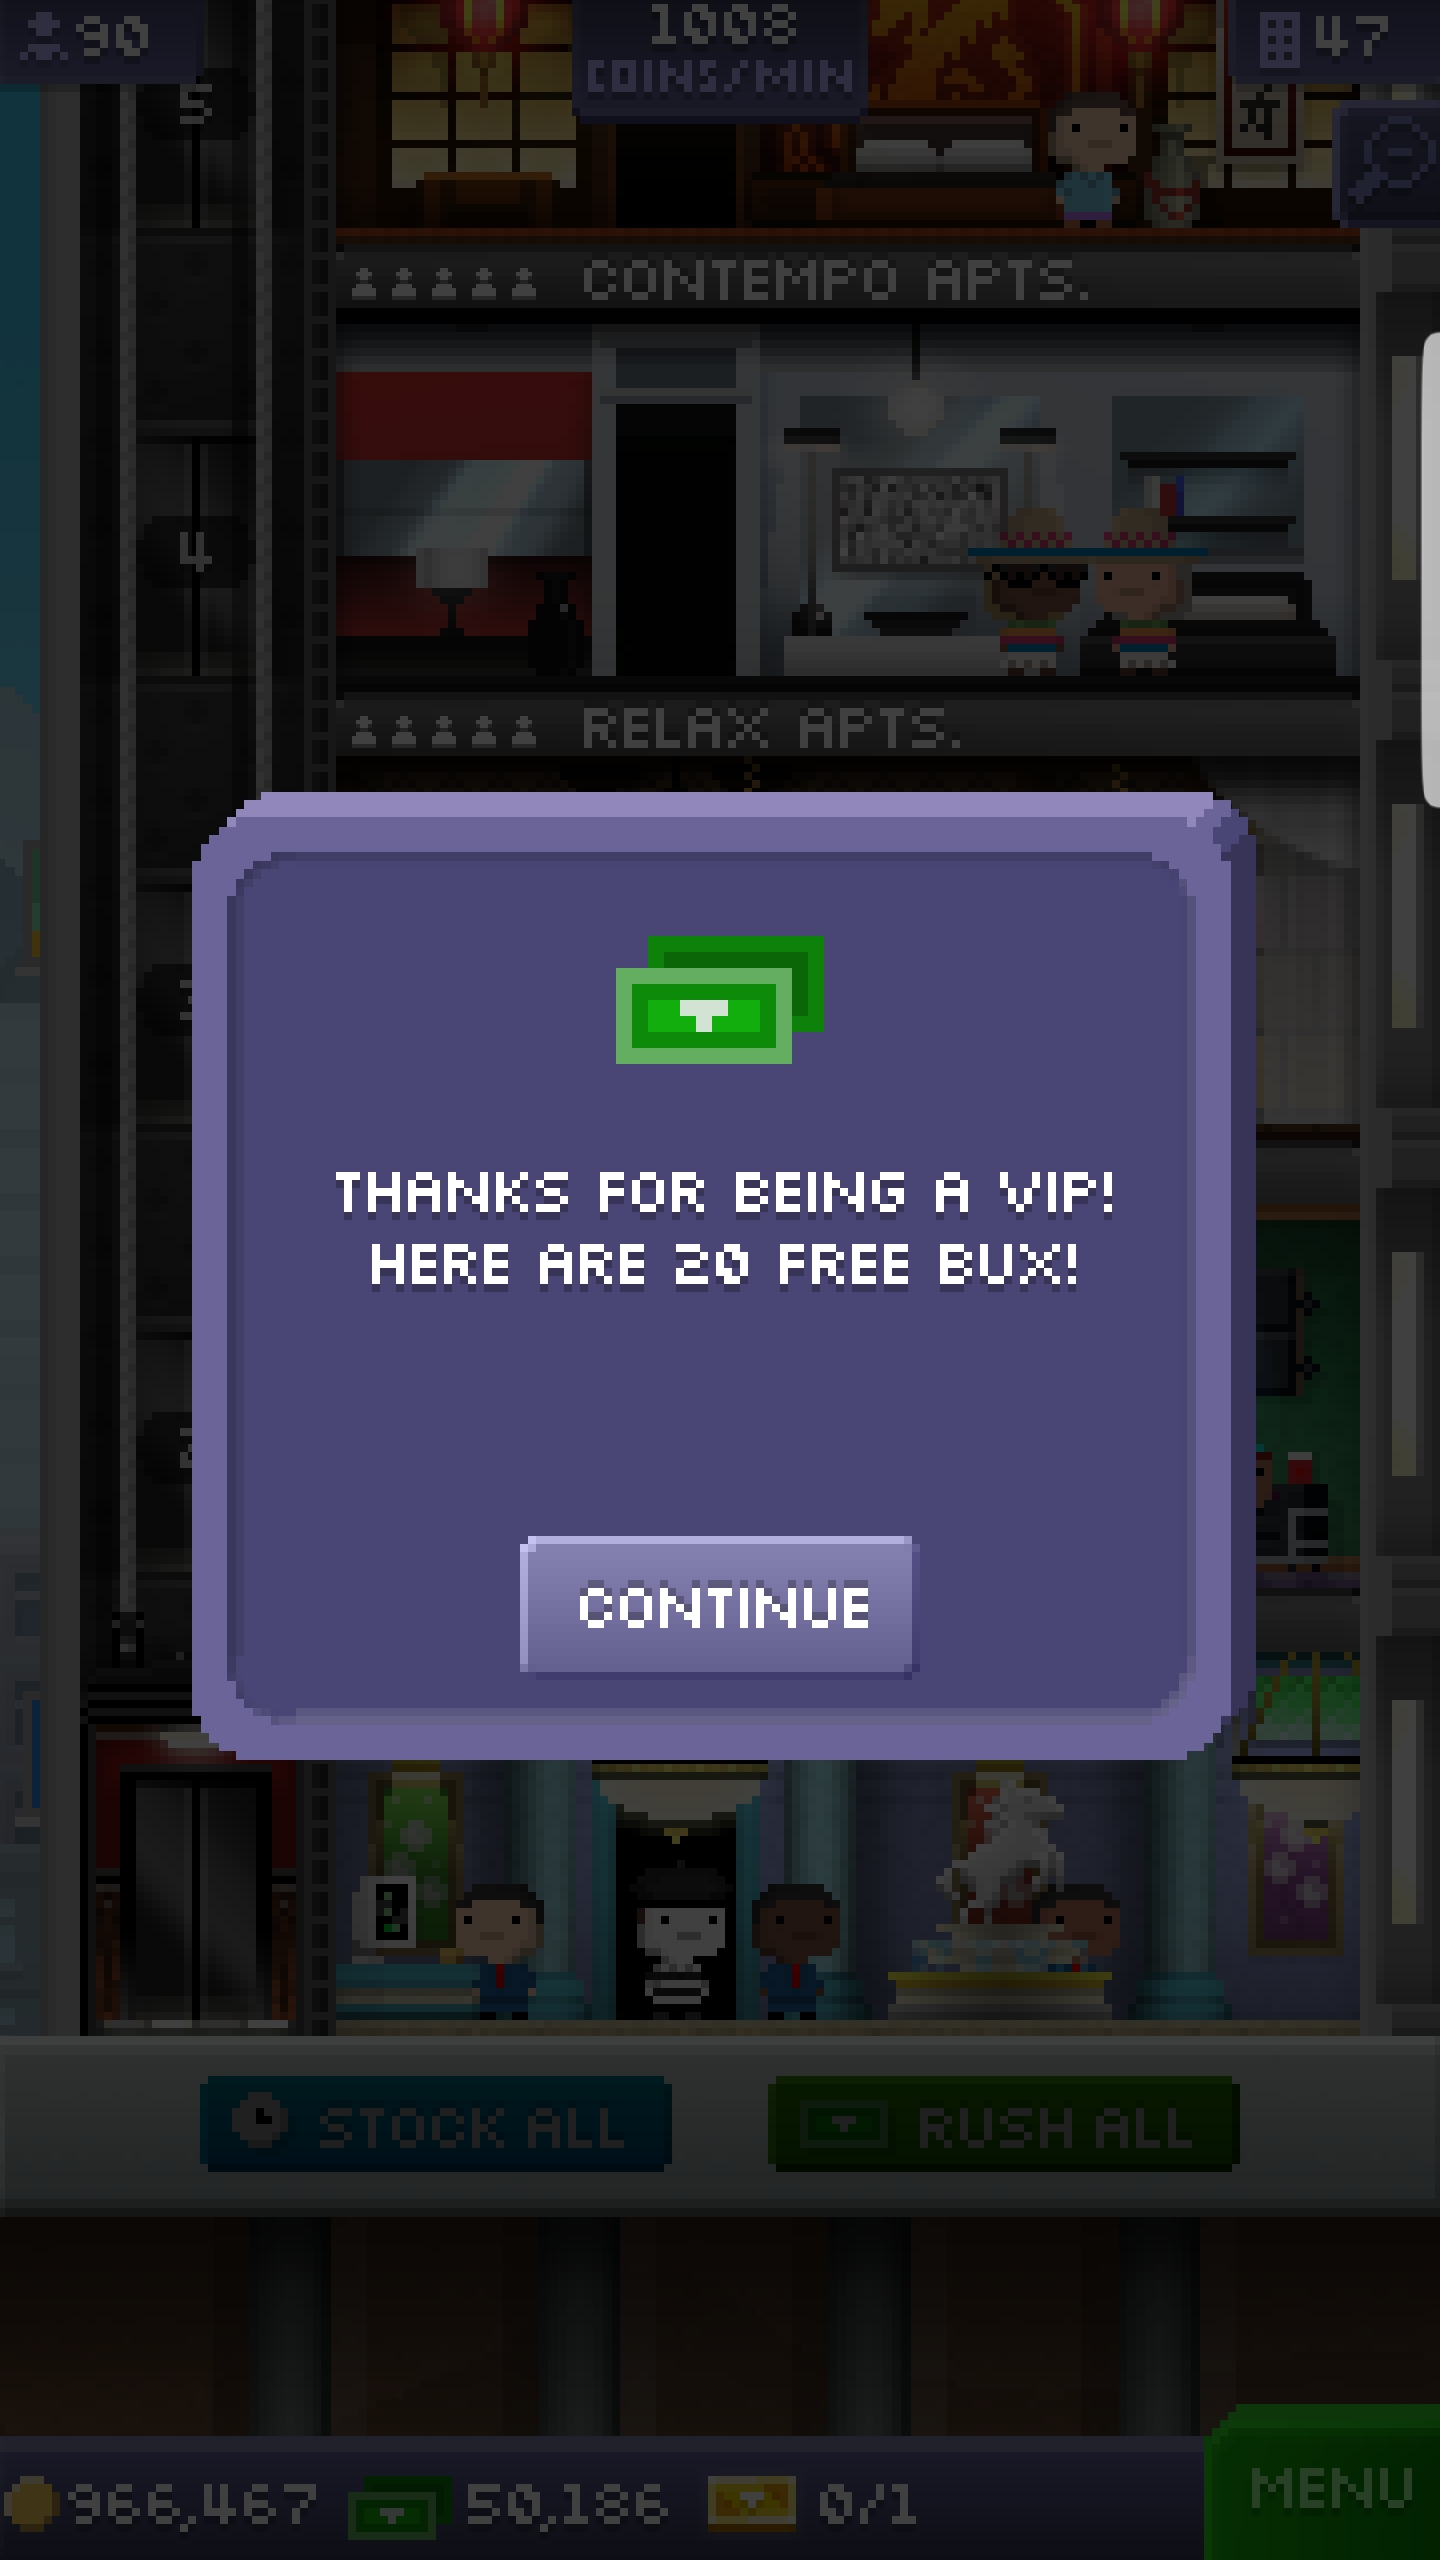 90
1008
COINS/MIN
47
5
CONTEMPO APTS.
4
RELAX APTS.
THANKS FOR BEING A VIP!
HERE ARE 20 FREE BUX!
CONTINUE
STOCK ALL
RUSH ALL
966,467
50,186
0/1
MENU